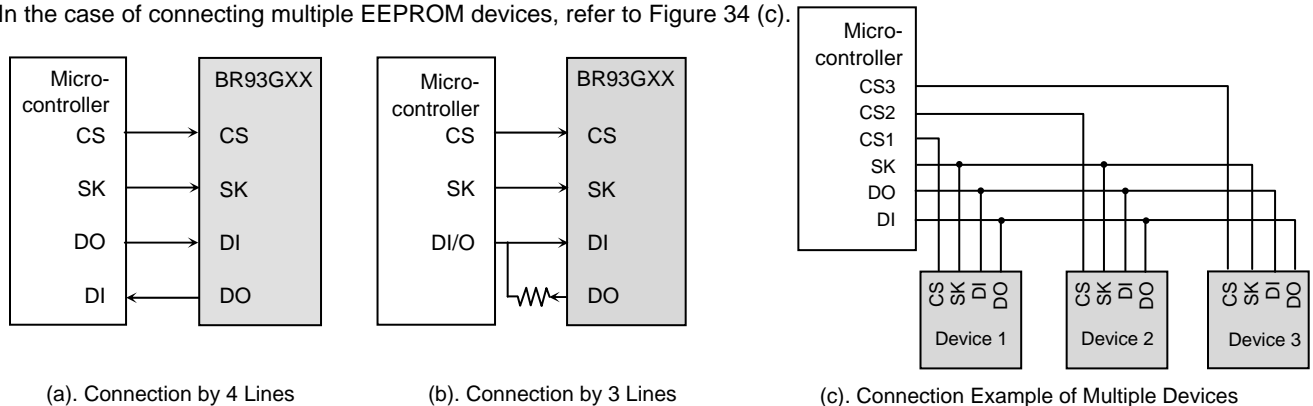 In the case of connecting multiple EEPROM devices, refer to Figure 34 (c).
Micro-
controller
CS
SK
DO
DI
BR93GXX
CS
SK
DI
DO
(a). Connection by 4 Lines
Micro-
controller
CS
SK
DI/O
BR93GXX
CS
SK
DI
DO
(b). Connection by 3 Lines
Micro-
controller
CS3
CS2
CS1
SK
DO
DI
CS
SK
DI
DO
Device 1
CS
SK
DI
DO
Device 2
CS
SK
DI
DO
Device 3
(c). Connection Example of Multiple Devices